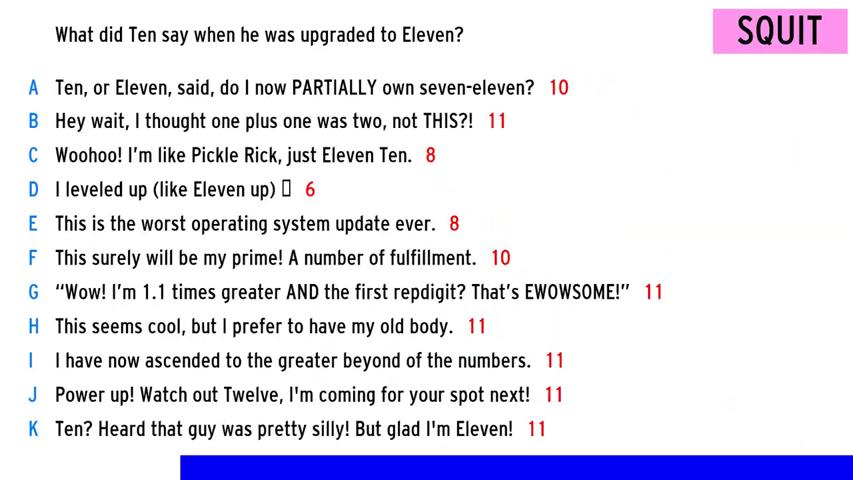 What did Ten say when he was upgraded to Eleven?
SQUIT
A Ten, or Eleven, said, do I now PARTIALLY own seven-eleven? 10
B Hey wait, I thought one plus one was two, not THIS?! 11
C Woohoo! I'm like Pickle Rick, just Eleven Ten. 8
D I leveled up (like Eleven up) ▯ 6
E This is the worst operating system update ever. 8
F This surely will be my prime! A number of fulfillment. 10
G “Wow! I'm 1.1 times greater AND the first repdigit? That's EWOWSOME!” 11
H This seems cool, but I prefer to have my old body. 11
I I have now ascended to the greater beyond of the numbers. 11
J Power up! Watch out Twelve, I'm coming for your spot next! 11
K Ten? Heard that guy was pretty silly! But glad I'm Eleven! 11